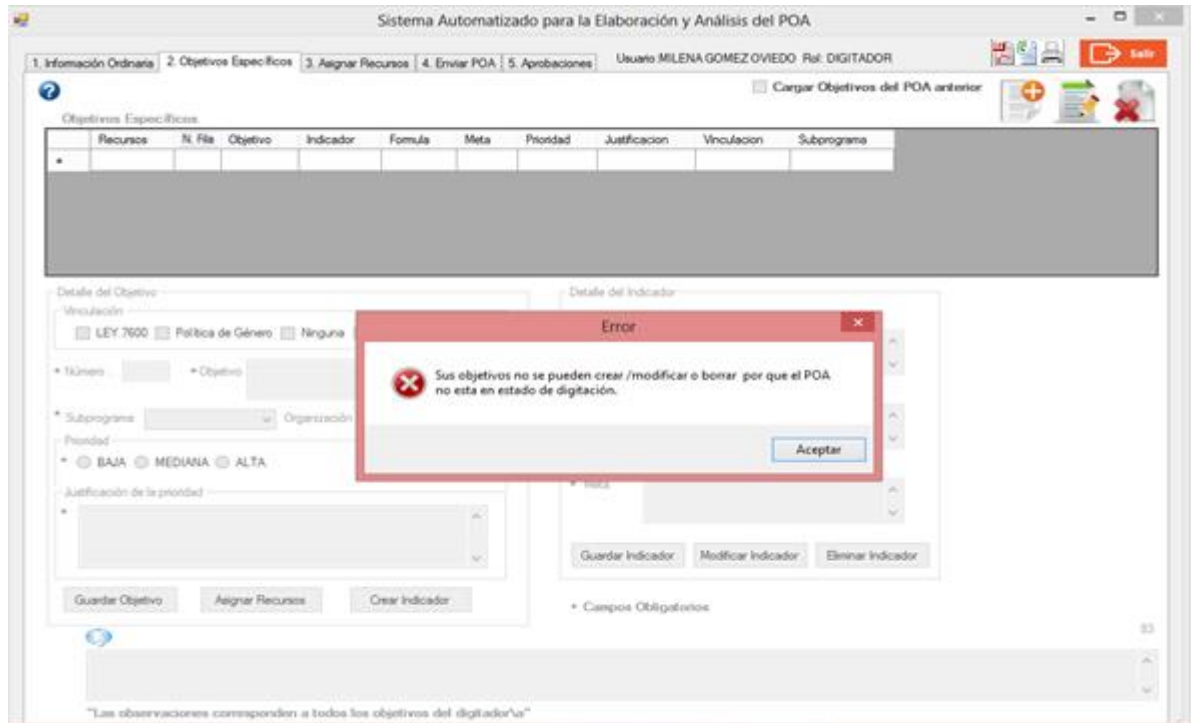 Sistema Automatizado para la Elaboración y Análisis del POA
1. Información Ordinaria 2. Objetivos Específicos 3. Asignar Recursos 4. Enviar POA 5. Aprobaciones Usuario MILENA GOMEZ OVIEDO Rol: DIGITADOR Salir
Cargar Objetivos del POA anterior
Objetivos Específicos
Recursos N. Fila Objetivo Indicador Formula Meta Prioridad Justificacion Vinculacion Subprograma
Detalle del Objetivo Detalle del Indicador
Vinculación
LEY 7600 Política de Género Ninguna
Error
Sus objetivos no se pueden crear /modificar o borrar por que el POA
no esta en estado de digitación.
Aceptar
* Número * Objetivo
* Subprograma Organización
Prioridad
* BAJA MEDIANA ALTA
* Meta
Justificación de la prioridad
*
Guardar Indicador Modificar Indicador Eliminar Indicador
Guardar Objetivo Asignar Recursos Crear Indicador
* Campos Obligatorios
83
"Las observaciones corresponden a todos los objetivos del digitador\a"